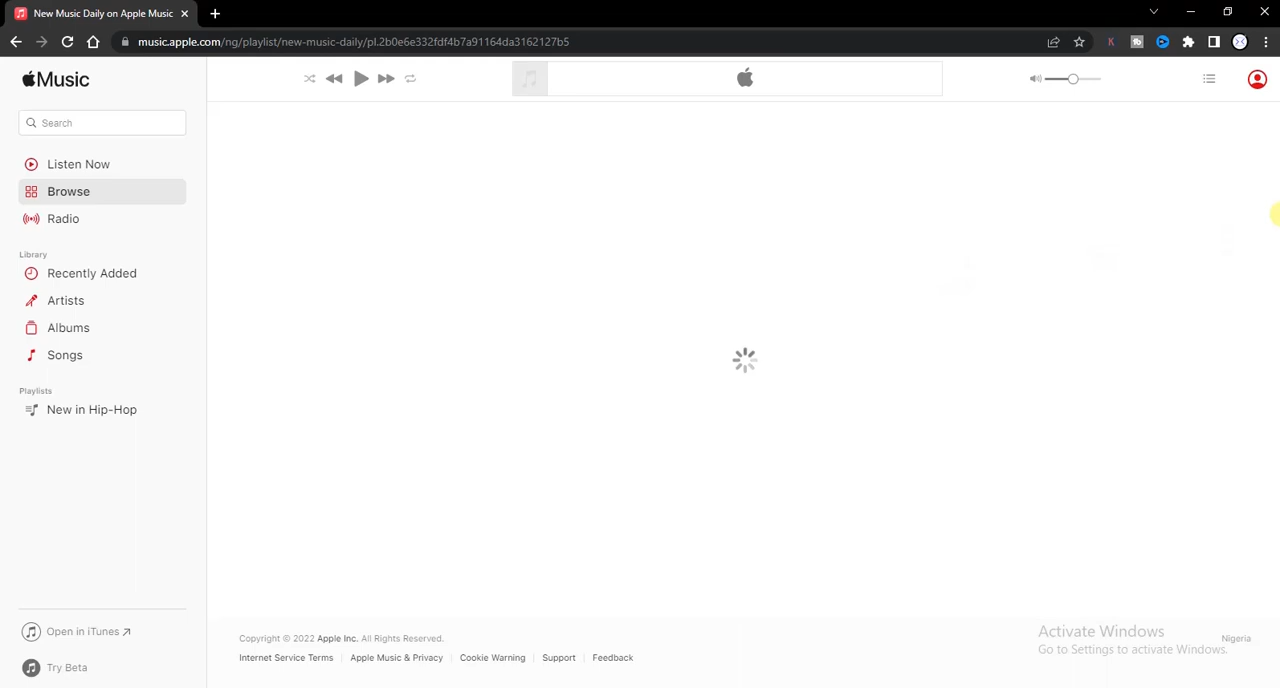 New Music Daily on Apple Music
music.apple.com/ng/playlist/new-music-daily/pl.2b0e6e332fdf4b7a91164da3162127b5
K
Music
Search
Listen Now
Browse
Radio
Library
Recently Added
Artists
Albums
Songs
Playlists
New in Hip-Hop
Open in iTunes
Try Beta
Copyright © 2022 Apple Inc. All Rights Reserved.
Internet Service Terms Apple Music & Privacy Cookie Warning Support Feedback
Nigeria
Activate Windows
Go to Settings to activate Windows.